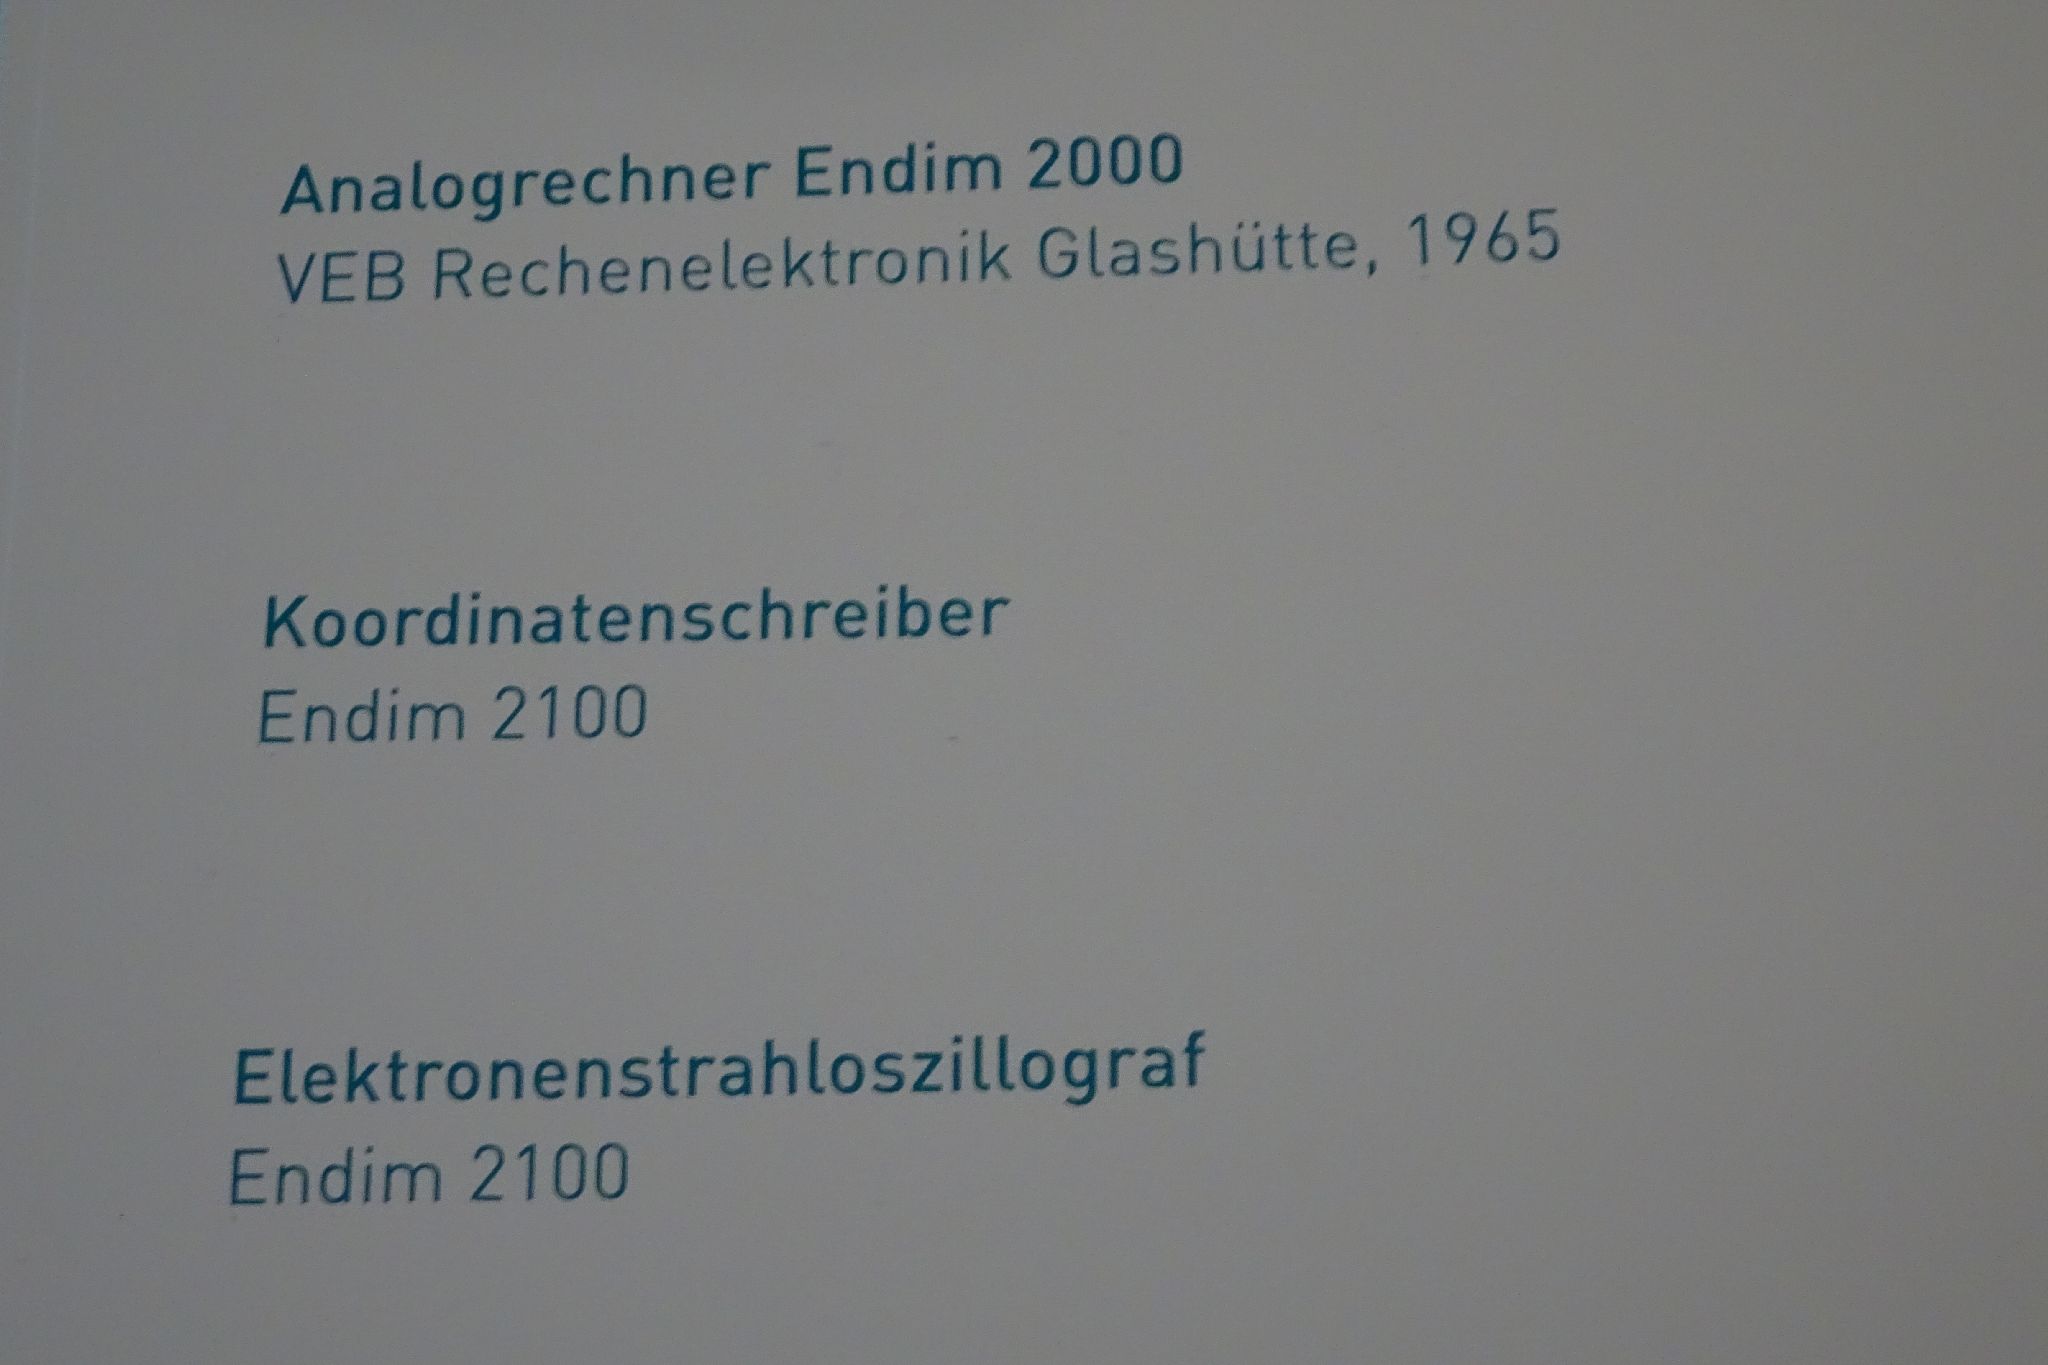 Analogrechner Endim 2000
VEB Rechenelektronik Glashütte, 1965
Koordinatenschreiber
Endim 2100
Elektronenstrahloszillograf
Endim 2100